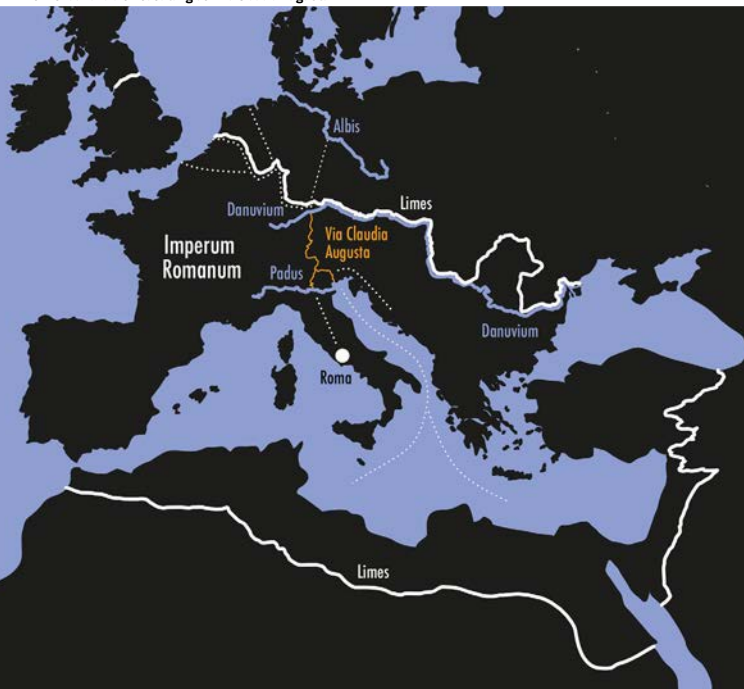 Albis
Danuvium
Limes
Via Claudia
Augusta
Imperum
Romanum
Padus
Danuvium
Roma
Limes